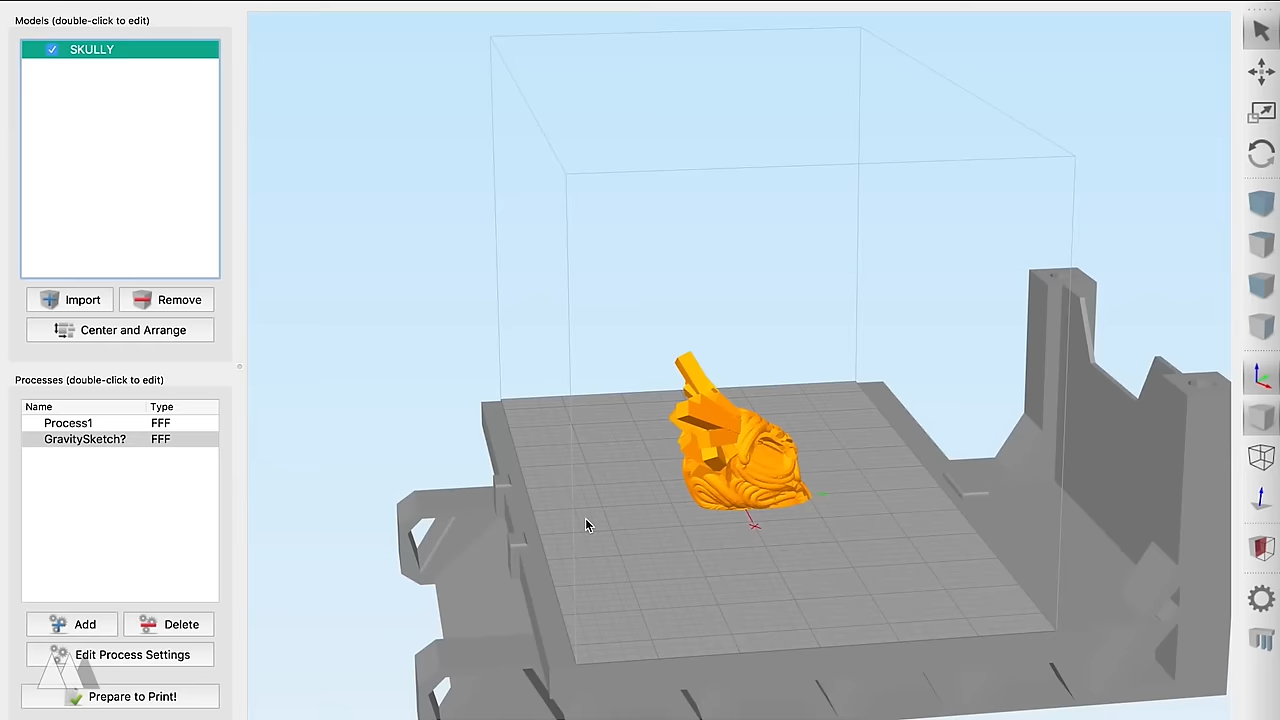 Models (double-click to edit)
SKULLY
Import
Remove
Center and Arrange
Processes (double-click to edit)
Name Type
Process1 FFF
GravitySketch? FFF
Add
Delete
Edit Process Settings
Prepare to Print!